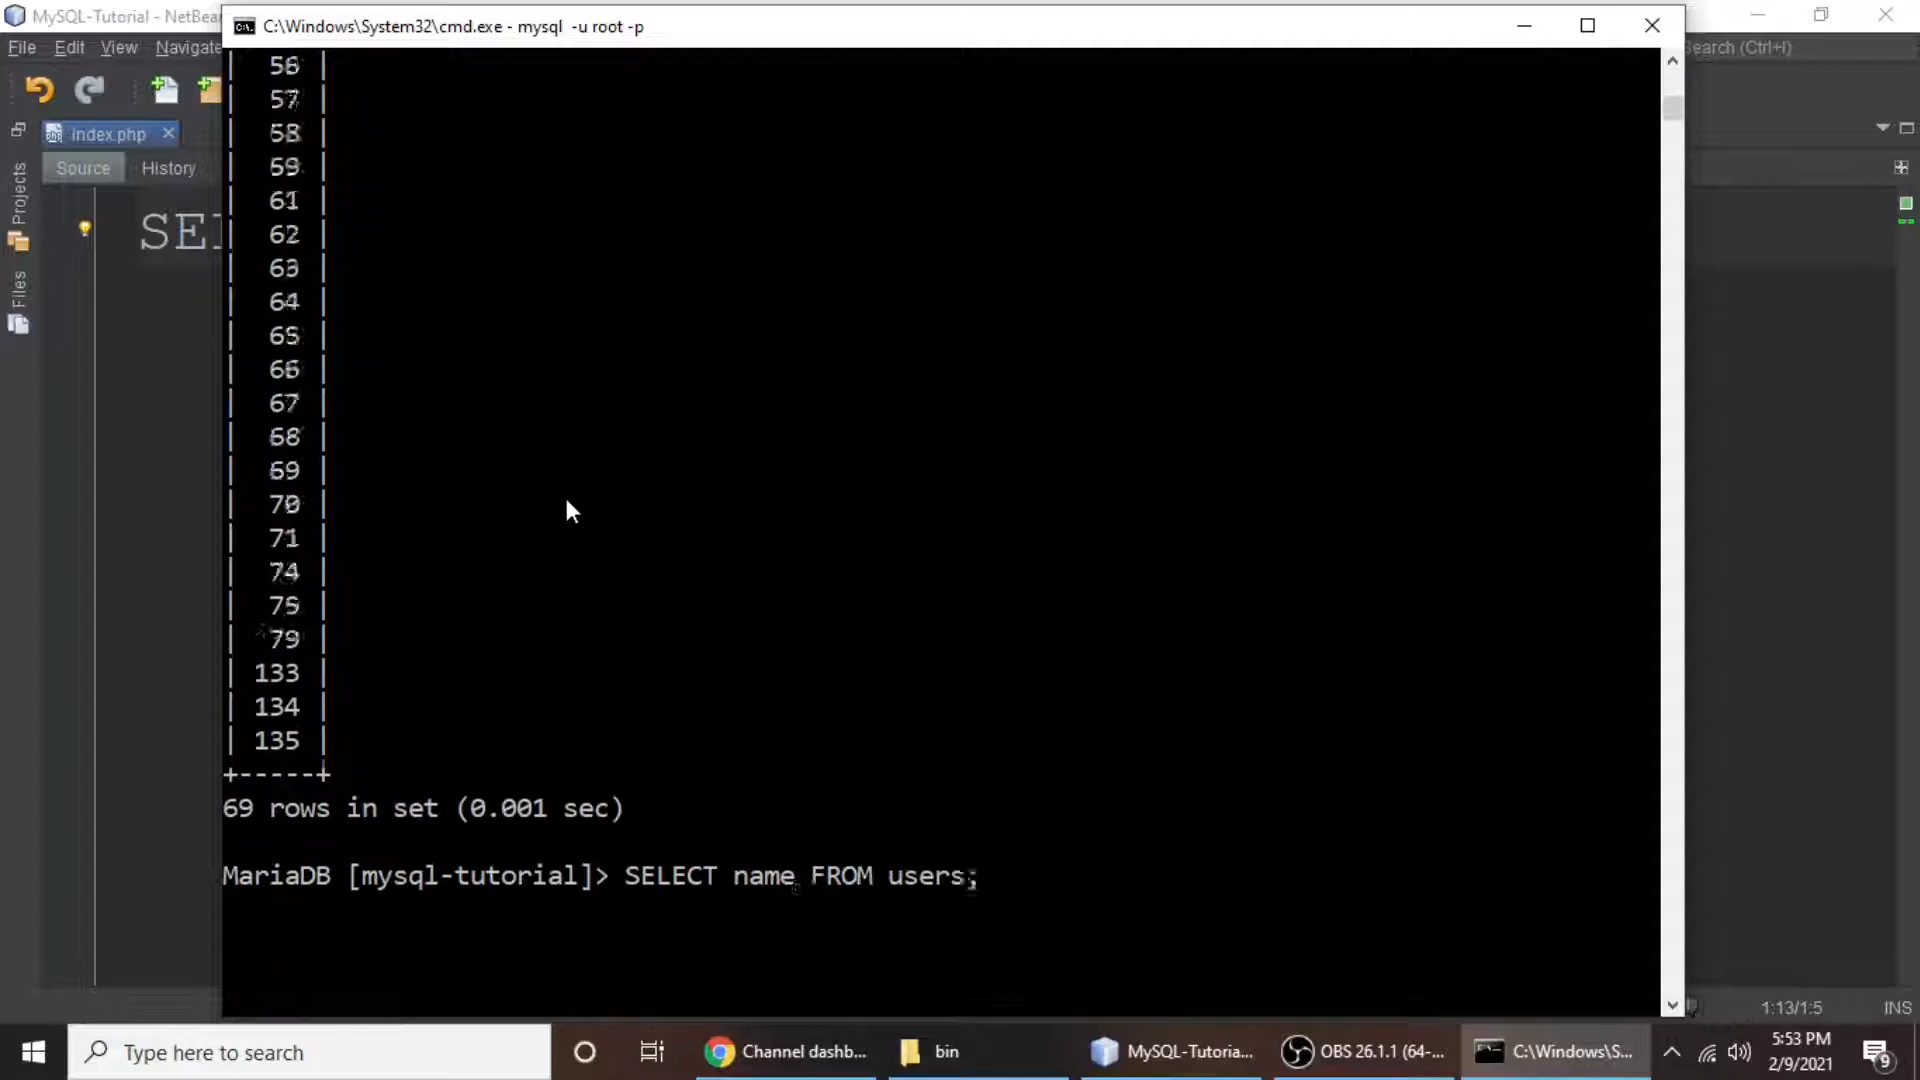 MySQL-Tutorial - NetBea
C:\Windows\System32\cmd.exe - mysql  -u root -p
File Edit View Navigate
Search (Ctrl+I)
index.php
Source History
Projects
Files
SEL
| 56 |
| 57 |
| 58 |
| 59 |
| 61 |
| 62 |
| 63 |
| 64 |
| 65 |
| 66 |
| 67 |
| 68 |
| 69 |
| 70 |
| 71 |
| 74 |
| 75 |
| 79 |
| 133 |
| 134 |
| 135 |
+------+
69 rows in set (0.001 sec)
MariaDB [mysql-tutorial]> SELECT name FROM users;
1:13/1:5 INS
Type here to search
Channel dashb...
bin
MySQL-Tutoria...
OBS 26.1.1 (64-...
C:\Windows\S...
5:53 PM
2/9/2021
9